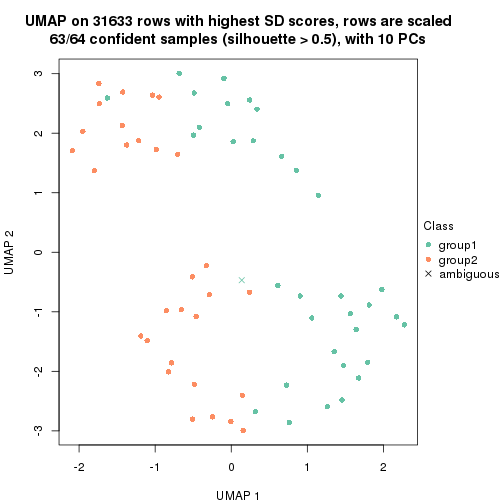 UMAP on 31633 rows with highest SD scores, rows are scaled
63/64 confident samples (silhouette > 0.5), with 10 PCs
3
2
1
0
-1
-2
-3
UMAP 2
-2
-1
0
1
2
UMAP 1
Class
group1
group2
ambiguous